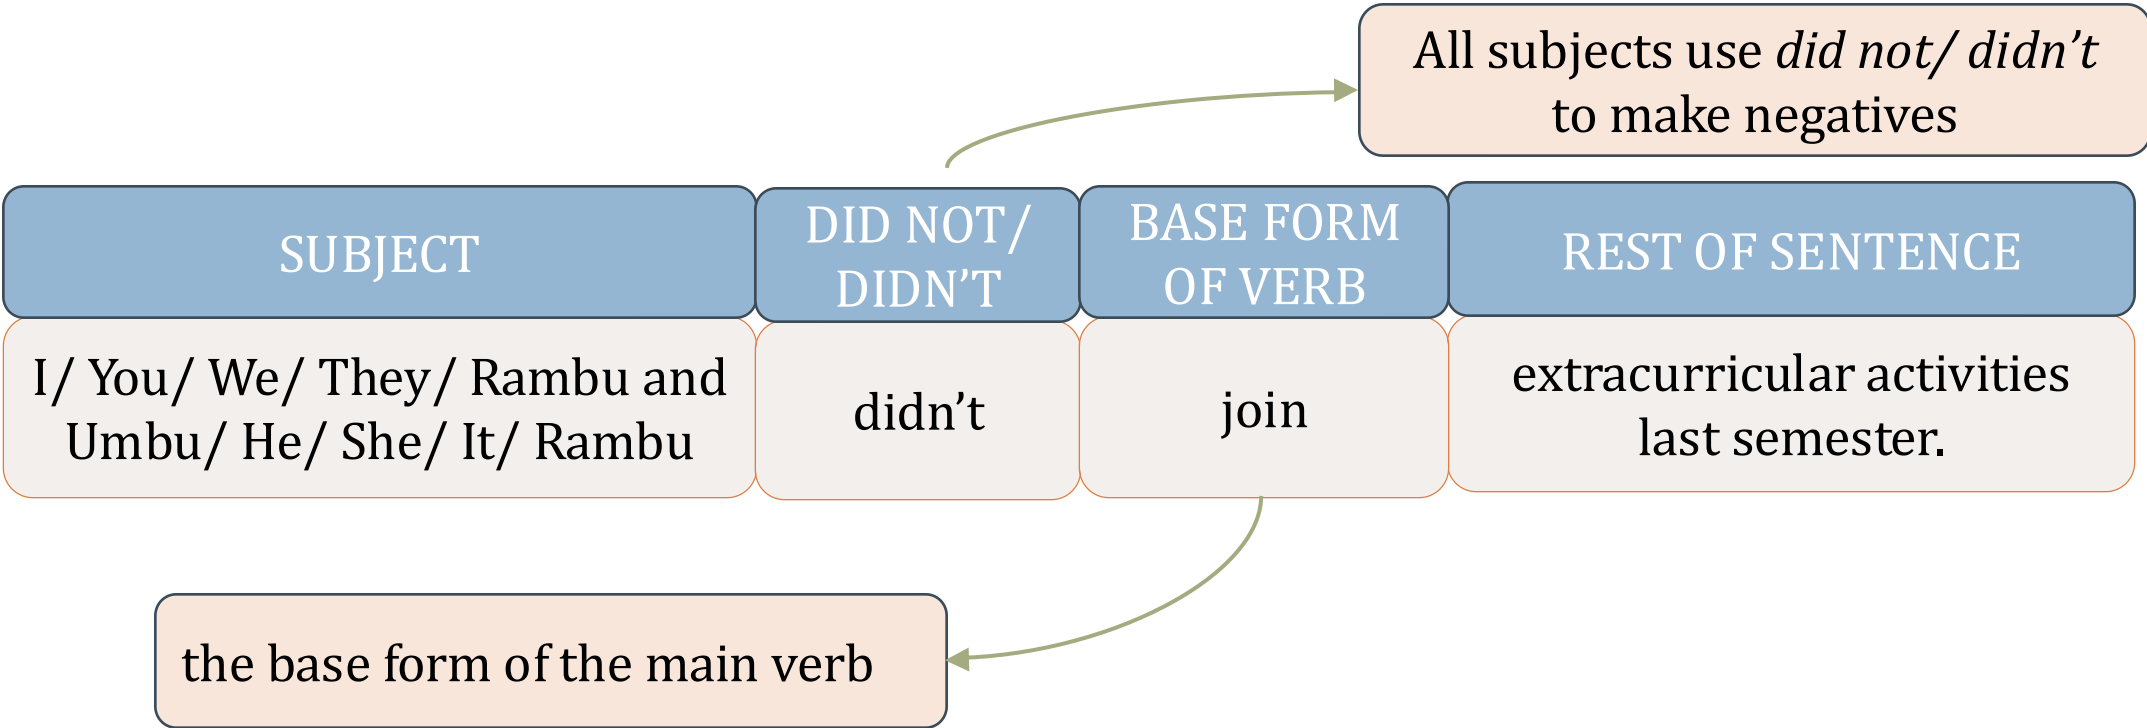 All subjects use did not/ didn’t
to make negatives
SUBJECT
DID NOT/
DIDN’T
BASE FORM
OF VERB
REST OF SENTENCE
I/ You/ We/ They/ Rambu and
Umbu/ He/ She/ It/ Rambu
didn’t
join
extracurricular activities
last semester.
the base form of the main verb